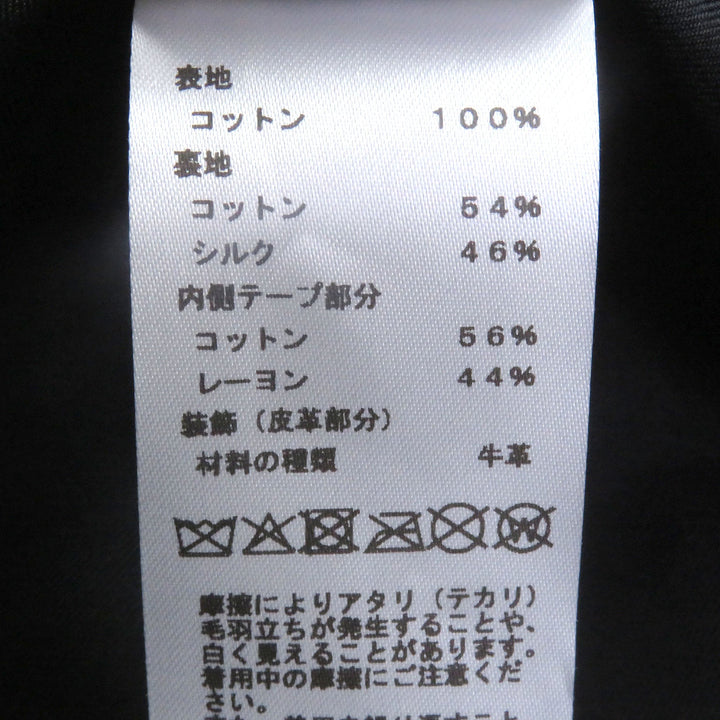 表地
コットン １００％
裏地
コットン ５４％
シルク ４６％
内側テープ部分
コットン ５６％
レーヨン ４４％
装飾（皮革部分）
材料の種類 牛革
W
摩擦によりアタリ（テカリ）
毛羽立ちが発生することや、
白く見えることがあります。
着用中の摩擦にご注意くだ
さい。